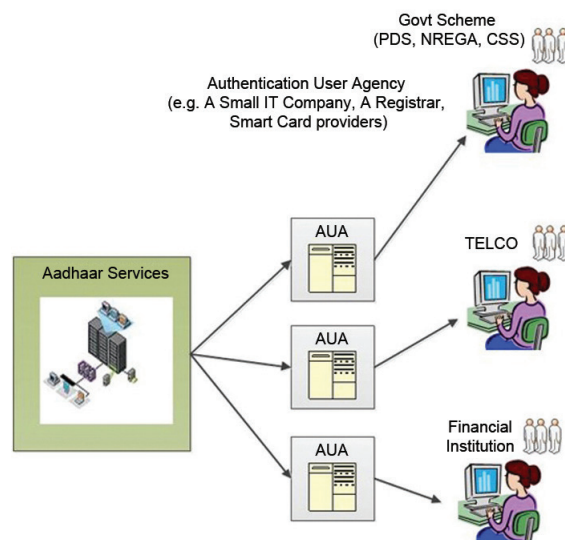 Govt Scheme
(PDS, NREGA, CSS)
Authentication User Agency
(e.g. A Small IT Company, A Registrar,
Smart Card providers)
AUA
Aadhaar Services
TELCO
AUA
Financial
Institution
AUA